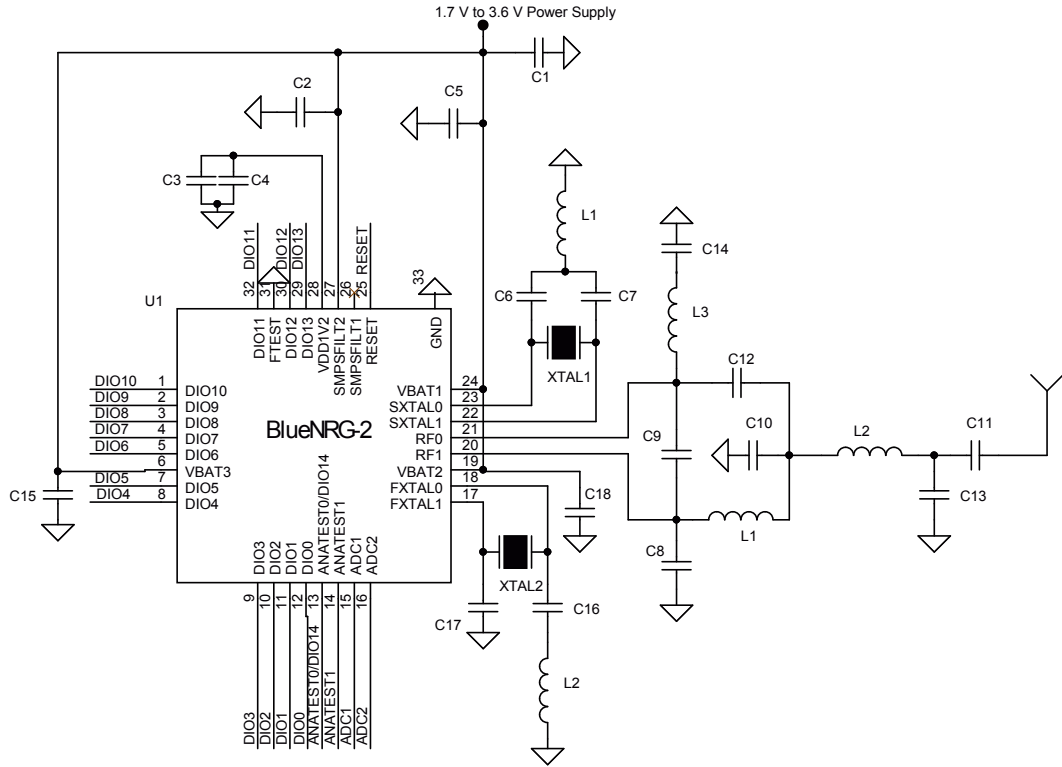 1.7 V to 3.6 V Power Supply
C1
C2
C5
C3
C4
L1
C14
C6
C7
L3
XTAL1
C12
C9
C10
L2
C11
C13
L1
C8
C18
XTAL2
C17
C16
L2
C15
U1
BlueNRG-2
DIO11
DIO12
DIO13
RESET
32
31
30
29
28
27
26
25
33
DIO11
FTEST
DIO12
DIO13
VDD1V2
SMPSFILT2
SMPSFILT1
RESET
GND
DIO10 1 DIO10
DIO9 2 DIO9
DIO8 3 DIO8
DIO7 4 DIO7
DIO6 5 DIO6
6 VBAT3
DIO5 7 DIO5
DIO4 8 DIO4
VBAT1 24
SXTAL0 23
SXTAL1 22
RF0 21
RF1 20
VBAT2 19
FXTAL0 18
FXTAL1 17
DIO3
DIO2
DIO1
DIO0
ANATEST0/DIO14
ANATEST1
ADC1
ADC2
9
10
11
12
13
14
15
16
DIO3
DIO2
DIO1
DIO0
ANATEST0/DIO14
ANATEST1
ADC1
ADC2